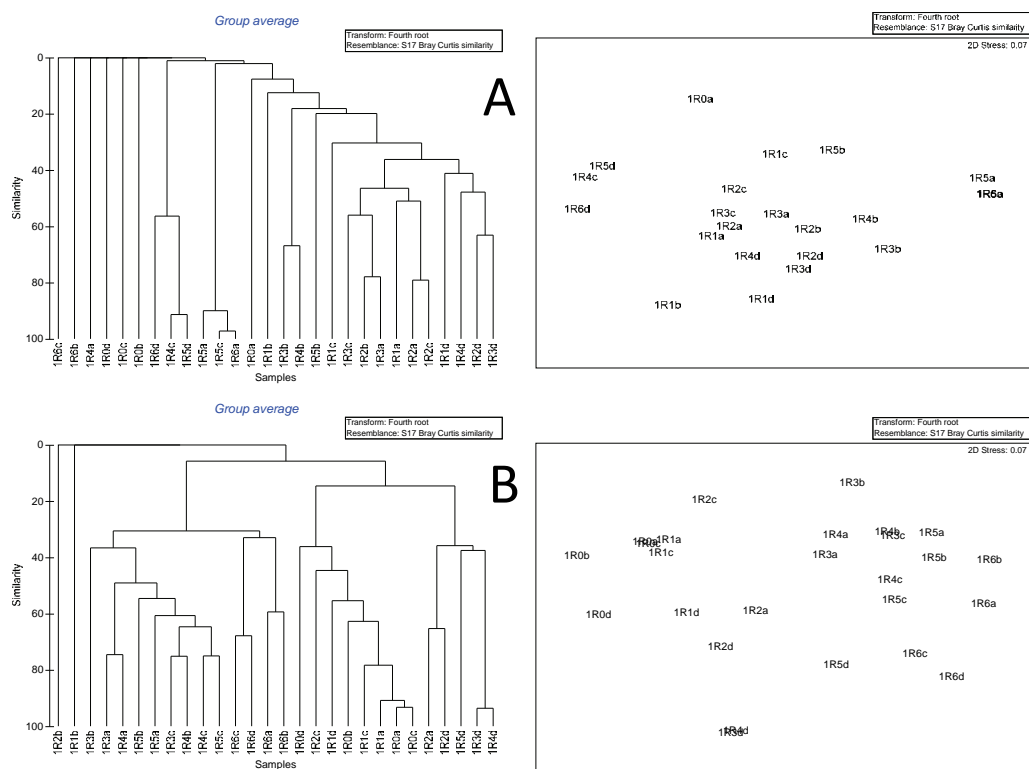 Group average
Transform: Fourth root
Resemblance: S17 Bray Curtis similarity
0
20
40
60
80
100
Similarity
1R6c
1R6b
1R4a
1R0d
1R0c
1R0b
1R6d
1R4c
1R5d
1R5a
1R5c
1R6a
1R0a
1R1b
1R3b
1R4b
1R5b
1R1c
1R3c
1R2b
1R3a
1R1a
1R2a
1R2c
1R1d
1R4d
1R2d
1R3d
Samples
A
Transform: Fourth root
Resemblance: S17 Bray Curtis similarity
2D Stress: 0.07
1R0a
1R5b
1R1c
1R5d
1R4c
1R5a
1R2c
1R6d
1R3c
1R3a
1R4b
1R2a
1R2b
1R1a
1R3b
1R4d
1R2d
1R3d
1R1d
1R1b
Group average
Transform: Fourth root
Resemblance: S17 Bray Curtis similarity
0
20
40
60
80
100
Similarity
1R2b
1R1b
1R3b
1R3a
1R4a
1R5b
1R5a
1R3c
1R4b
1R4c
1R5c
1R6c
1R6d
1R6a
1R6b
1R0d
1R2c
1R1d
1R0b
1R1c
1R1a
1R0a
1R0c
1R2a
1R2d
1R5d
1R3d
1R4d
Samples
B
Transform: Fourth root
Resemblance: S17 Bray Curtis similarity
2D Stress: 0.07
1R3b
1R2c
1R4b
1R5a
1R4a
1R3c
1R1a
1R0a
1R0c
1R1c
1R0b
1R3a
1R5b
1R6b
1R4c
1R5c
1R6a
1R0d
1R1d
1R2a
1R2d
1R6c
1R5d
1R6d
1R4d
1R3d